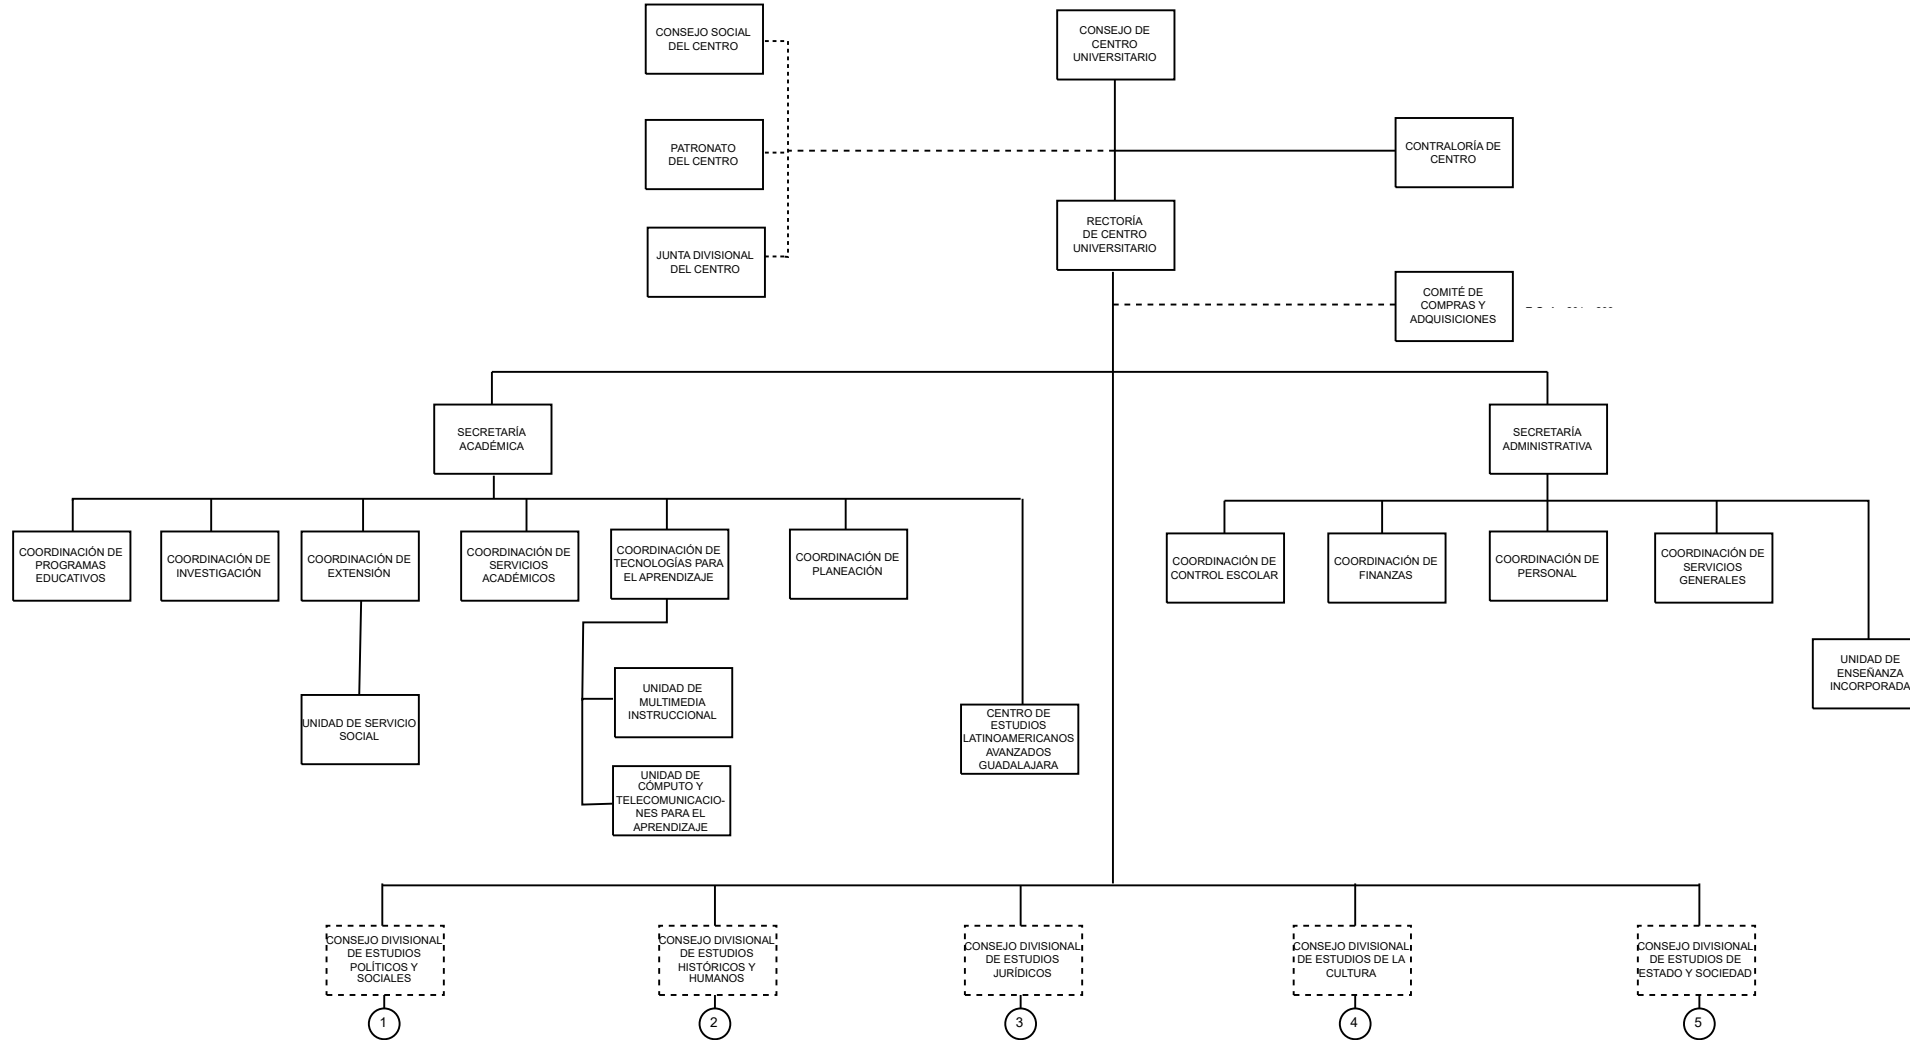 CONSEJO SOCIAL
DEL CENTRO
CONSEJO DE
CENTRO
UNIVERSITARIO
PATRONATO
DEL CENTRO
CONTRALORÍA DE
CENTRO
RECTORÍA
DE CENTRO
UNIVERSITARIO
JUNTA DIVISIONAL
DEL CENTRO
COMITÉ DE
COMPRAS Y
ADQUISICIONES
SECRETARÍA
ACADÉMICA
SECRETARÍA
ADMINISTRATIVA
COORDINACIÓN DE
PROGRAMAS
EDUCATIVOS
COORDINACIÓN DE
INVESTIGACIÓN
COORDINACIÓN DE
EXTENSIÓN
COORDINACIÓN DE
SERVICIOS
ACADÉMICOS
COORDINACIÓN DE
TECNOLOGÍAS PARA
EL APRENDIZAJE
COORDINACIÓN DE
PLANEACIÓN
COORDINACIÓN DE
CONTROL ESCOLAR
COORDINACIÓN DE
FINANZAS
COORDINACIÓN DE
PERSONAL
COORDINACIÓN DE
SERVICIOS
GENERALES
UNIDAD DE
ENSEÑANZA
INCORPORADA
UNIDAD DE SERVICIO
SOCIAL
UNIDAD DE
MULTIMEDIA
INSTRUCCIONAL
CENTRO DE
ESTUDIOS
LATINOAMERICANOS
AVANZADOS
GUADALAJARA
UNIDAD DE
CÓMPUTO Y
TELECOMUNICACIO-
NES PARA EL
APRENDIZAJE
CONSEJO DIVISIONAL
DE ESTUDIOS
POLÍTICOS Y
SOCIALES
CONSEJO DIVISIONAL
DE ESTUDIOS
HISTÓRICOS Y
HUMANOS
CONSEJO DIVISIONAL
DE ESTUDIOS
JURÍDICOS
CONSEJO DIVISIONAL
DE ESTUDIOS DE LA
CULTURA
CONSEJO DIVISIONAL
DE ESTUDIOS DE
ESTADO Y SOCIEDAD
1
2
3
4
5